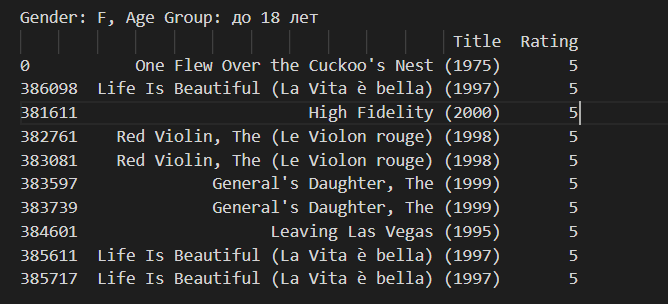 Gender: F, Age Group: до 18 лет
Title Rating
0 One Flew Over the Cuckoo's Nest (1975) 5
386098 Life Is Beautiful (La Vita è bella) (1997) 5
381611 High Fidelity (2000) 5
382761 Red Violin, The (Le Violon rouge) (1998) 5
383081 Red Violin, The (Le Violon rouge) (1998) 5
383597 General's Daughter, The (1999) 5
383739 General's Daughter, The (1999) 5
384601 Leaving Las Vegas (1995) 5
385611 Life Is Beautiful (La Vita è bella) (1997) 5
385717 Life Is Beautiful (La Vita è bella) (1997) 5